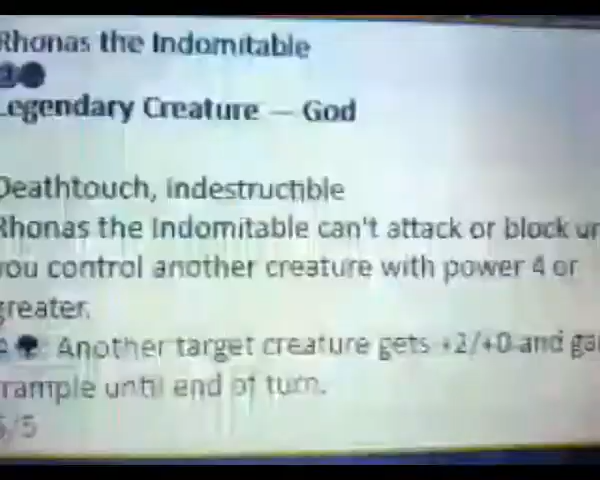 Rhonas the Indomitable
Legendary Creature — God
Deathtouch, indestructible
Rhonas the Indomitable can't attack or block
you control another creature with power 4 or
greater.
: Another target creature gets +2/+0 and
trample until end of turn.
5/5